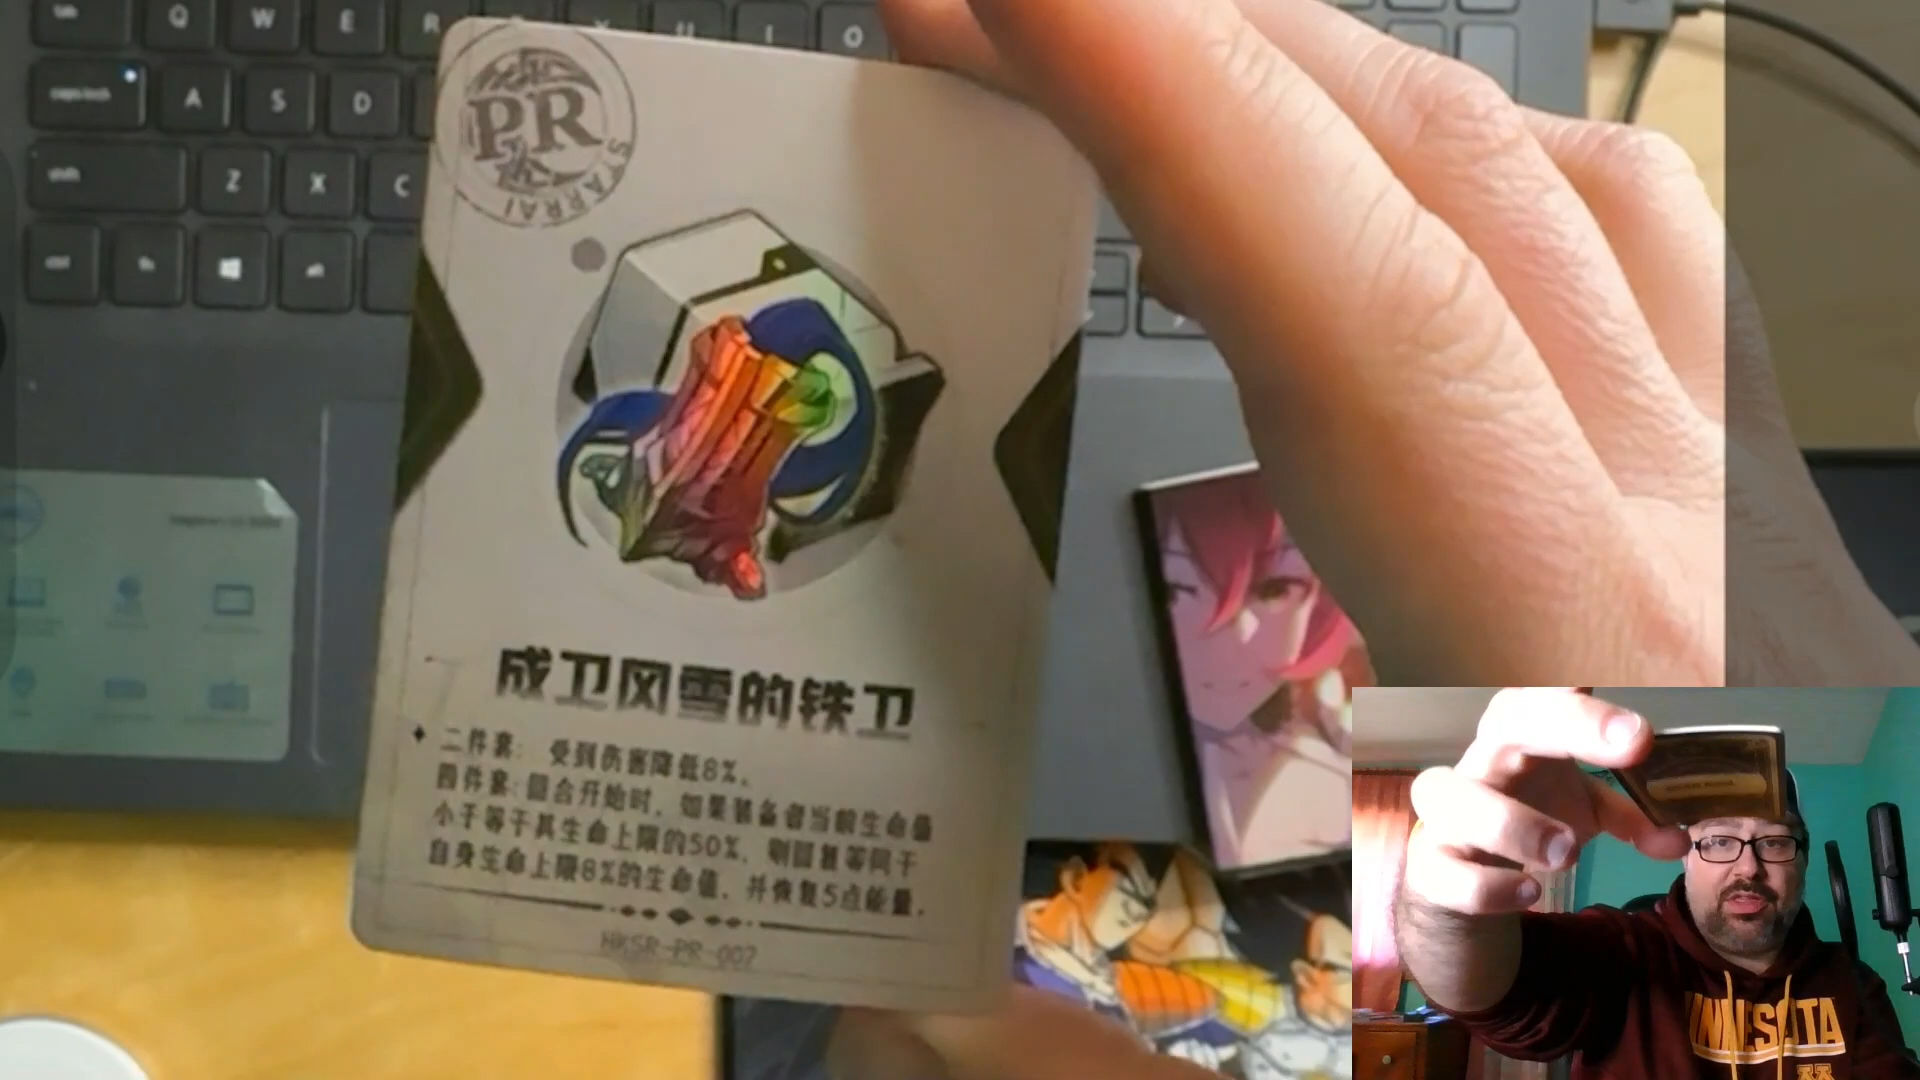 Q W E R Y U I O
caps lock A S D
shift Z X C
ctrl fn alt
PR
STARRAI
成卫风雪的铁卫
二件套：受到伤害降低8%。
四件套：回合开始时，如果装备者当前生命值
小于等于其生命上限的50%，则回复等同于
自身生命上限8%的生命值，并恢复5点能量。
HKSR-PR-007
MINNESOTA
M